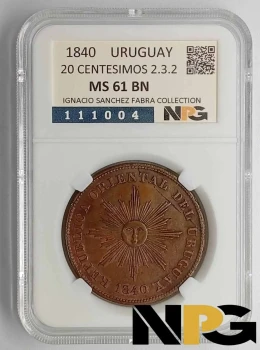 1840 URUGUAY
20 CENTESIMOS 2.3.2
MS 61 BN
IGNACIO SANCHEZ FABRA COLLECTION
111004 NPG
REPUBLICA ORIENTAL DEL URUGUAY
1840
NPG